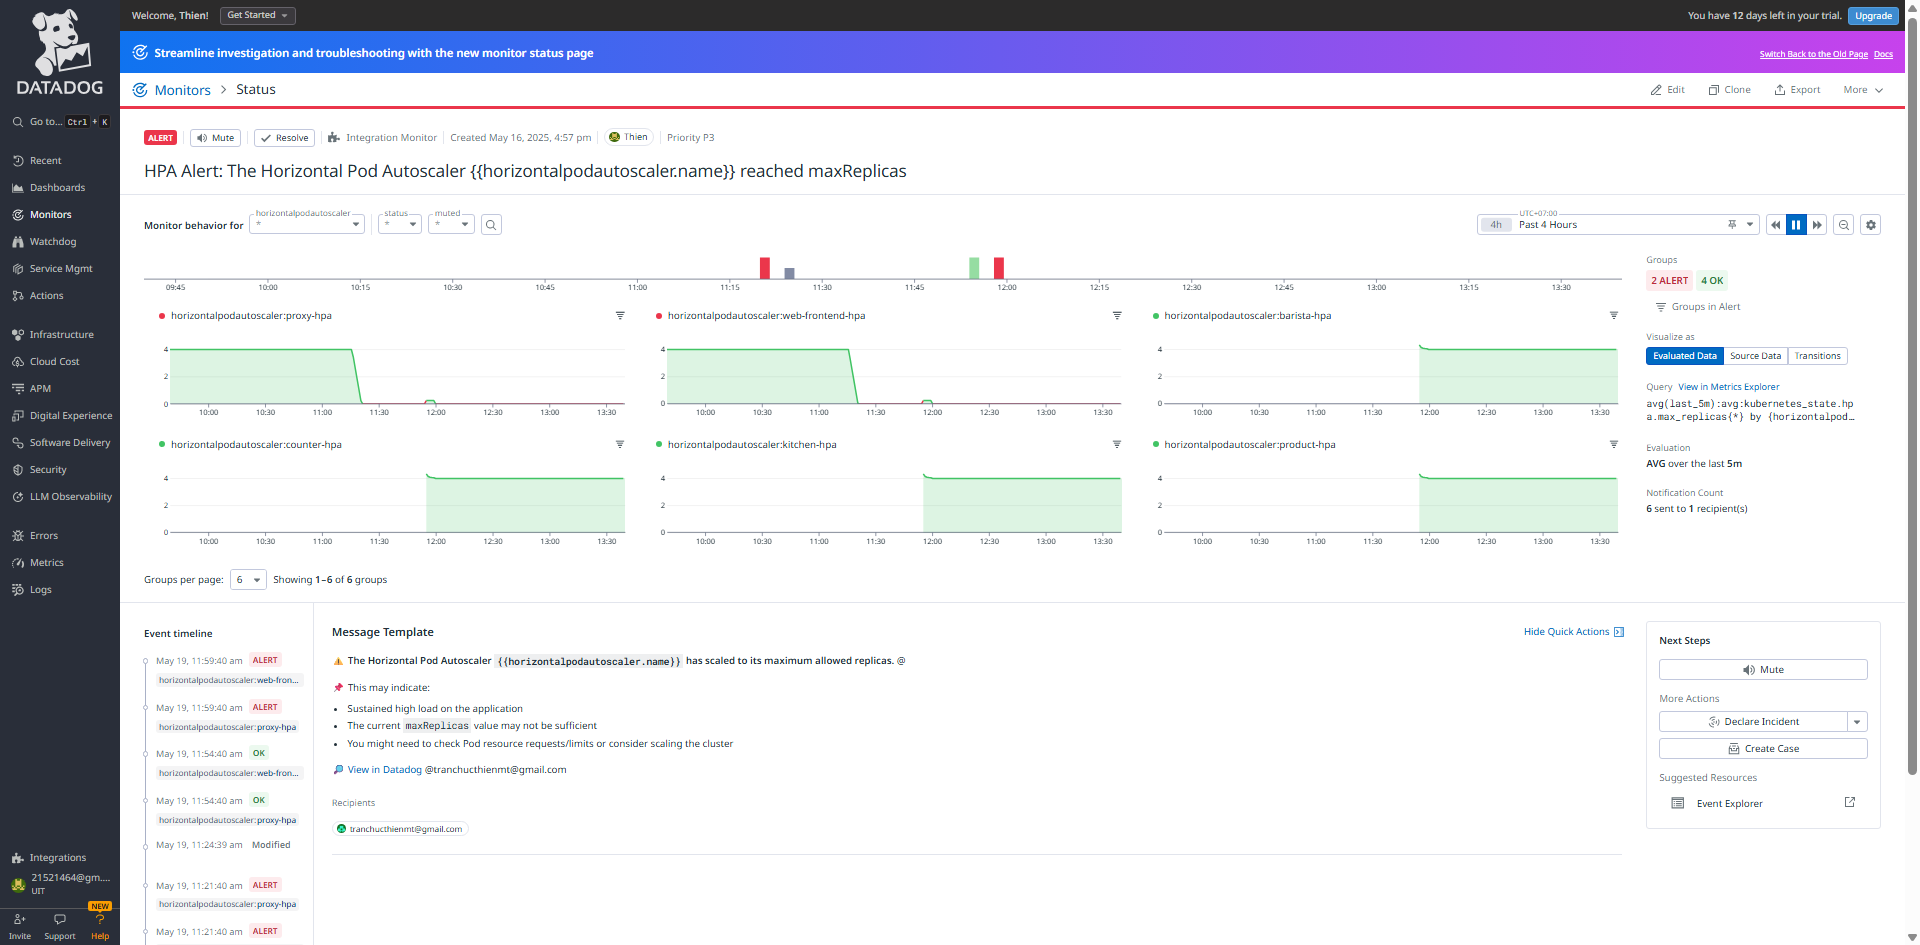 Welcome, Thien!
Get Started
You have 12 days left in your trial.
Upgrade
DATADOG
Streamline investigation and troubleshooting with the new monitor status page
Switch Back to the Old Page
Docs
Monitors > Status
Edit
Clone
Export
More
Go to... Ctrl + K
Recent
Dashboards
Monitors
Watchdog
Service Mgmt
Actions
Infrastructure
Cloud Cost
APM
Digital Experience
Software Delivery
Security
LLM Observability
Errors
Metrics
Logs
Integrations
21521464@gm....
UIT
NEW
Invite
Support
Help
ALERT
Mute
Resolve
Integration Monitor
Created May 16, 2025, 4:57 pm
Thien
Priority P3
HPA Alert: The Horizontal Pod Autoscaler {{horizontalpodautoscaler.name}} reached maxReplicas
Monitor behavior for
horizontalpodautoscaler
*
status
*
muted
*
UTC+07:00
4h Past 4 Hours
09:45 10:00 10:15 10:30 10:45 11:00 11:15 11:30 11:45 12:00 12:15 12:30 12:45 13:00 13:15 13:30
horizontalpodautoscaler:proxy-hpa
4
2
0
10:00 10:30 11:00 11:30 12:00 12:30 13:00 13:30
horizontalpodautoscaler:web-frontend-hpa
4
2
0
10:00 10:30 11:00 11:30 12:00 12:30 13:00 13:30
horizontalpodautoscaler:barista-hpa
4
2
0
10:00 10:30 11:00 11:30 12:00 12:30 13:00 13:30
horizontalpodautoscaler:counter-hpa
4
2
0
10:00 10:30 11:00 11:30 12:00 12:30 13:00 13:30
horizontalpodautoscaler:kitchen-hpa
4
2
0
10:00 10:30 11:00 11:30 12:00 12:30 13:00 13:30
horizontalpodautoscaler:product-hpa
4
2
0
10:00 10:30 11:00 11:30 12:00 12:30 13:00 13:30
Groups per page: 6 Showing 1–6 of 6 groups
Groups
2 ALERT 4 OK
Groups in Alert
Visualize as
Evaluated Data Source Data Transitions
Query View in Metrics Explorer
avg(last_5m):avg:kubernetes_state.hp
a.max_replicas{*} by {horizontalpod…
Evaluation
AVG over the last 5m
Notification Count
6 sent to 1 recipient(s)
Event timeline
May 19, 11:59:40 am ALERT
horizontalpodautoscaler:web-fron...
May 19, 11:59:40 am ALERT
horizontalpodautoscaler:proxy-hpa
May 19, 11:54:40 am OK
horizontalpodautoscaler:web-fron...
May 19, 11:54:40 am OK
horizontalpodautoscaler:proxy-hpa
May 19, 11:24:39 am Modified
May 19, 11:21:40 am ALERT
horizontalpodautoscaler:proxy-hpa
May 19, 11:21:40 am ALERT
Message Template
Hide Quick Actions
The Horizontal Pod Autoscaler {{horizontalpodautoscaler.name}} has scaled to its maximum allowed replicas. @
This may indicate:
• Sustained high load on the application
• The current maxReplicas value may not be sufficient
• You might need to check Pod resource requests/limits or consider scaling the cluster
View in Datadog @tranchucthienmt@gmail.com
Recipients
tranchucthienmt@gmail.com
Next Steps
Mute
More Actions
Declare Incident
Create Case
Suggested Resources
Event Explorer